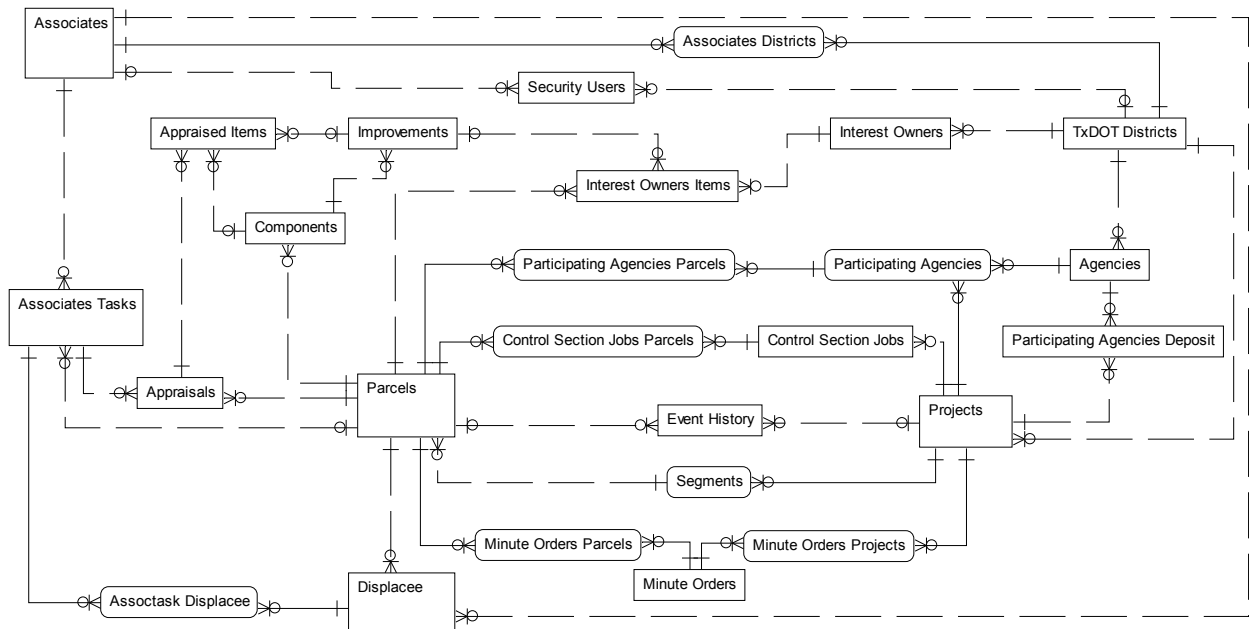 Associates
Associates Districts
Security Users
Appraised Items
Improvements
Interest Owners
TxDOT Districts
Interest Owners Items
Components
Participating Agencies Parcels
Participating Agencies
Agencies
Associates Tasks
Control Section Jobs Parcels
Control Section Jobs
Participating Agencies Deposit
Appraisals
Parcels
Projects
Event History
Segments
Minute Orders Parcels
Minute Orders Projects
Minute Orders
Displacee
Assoctask Displacee